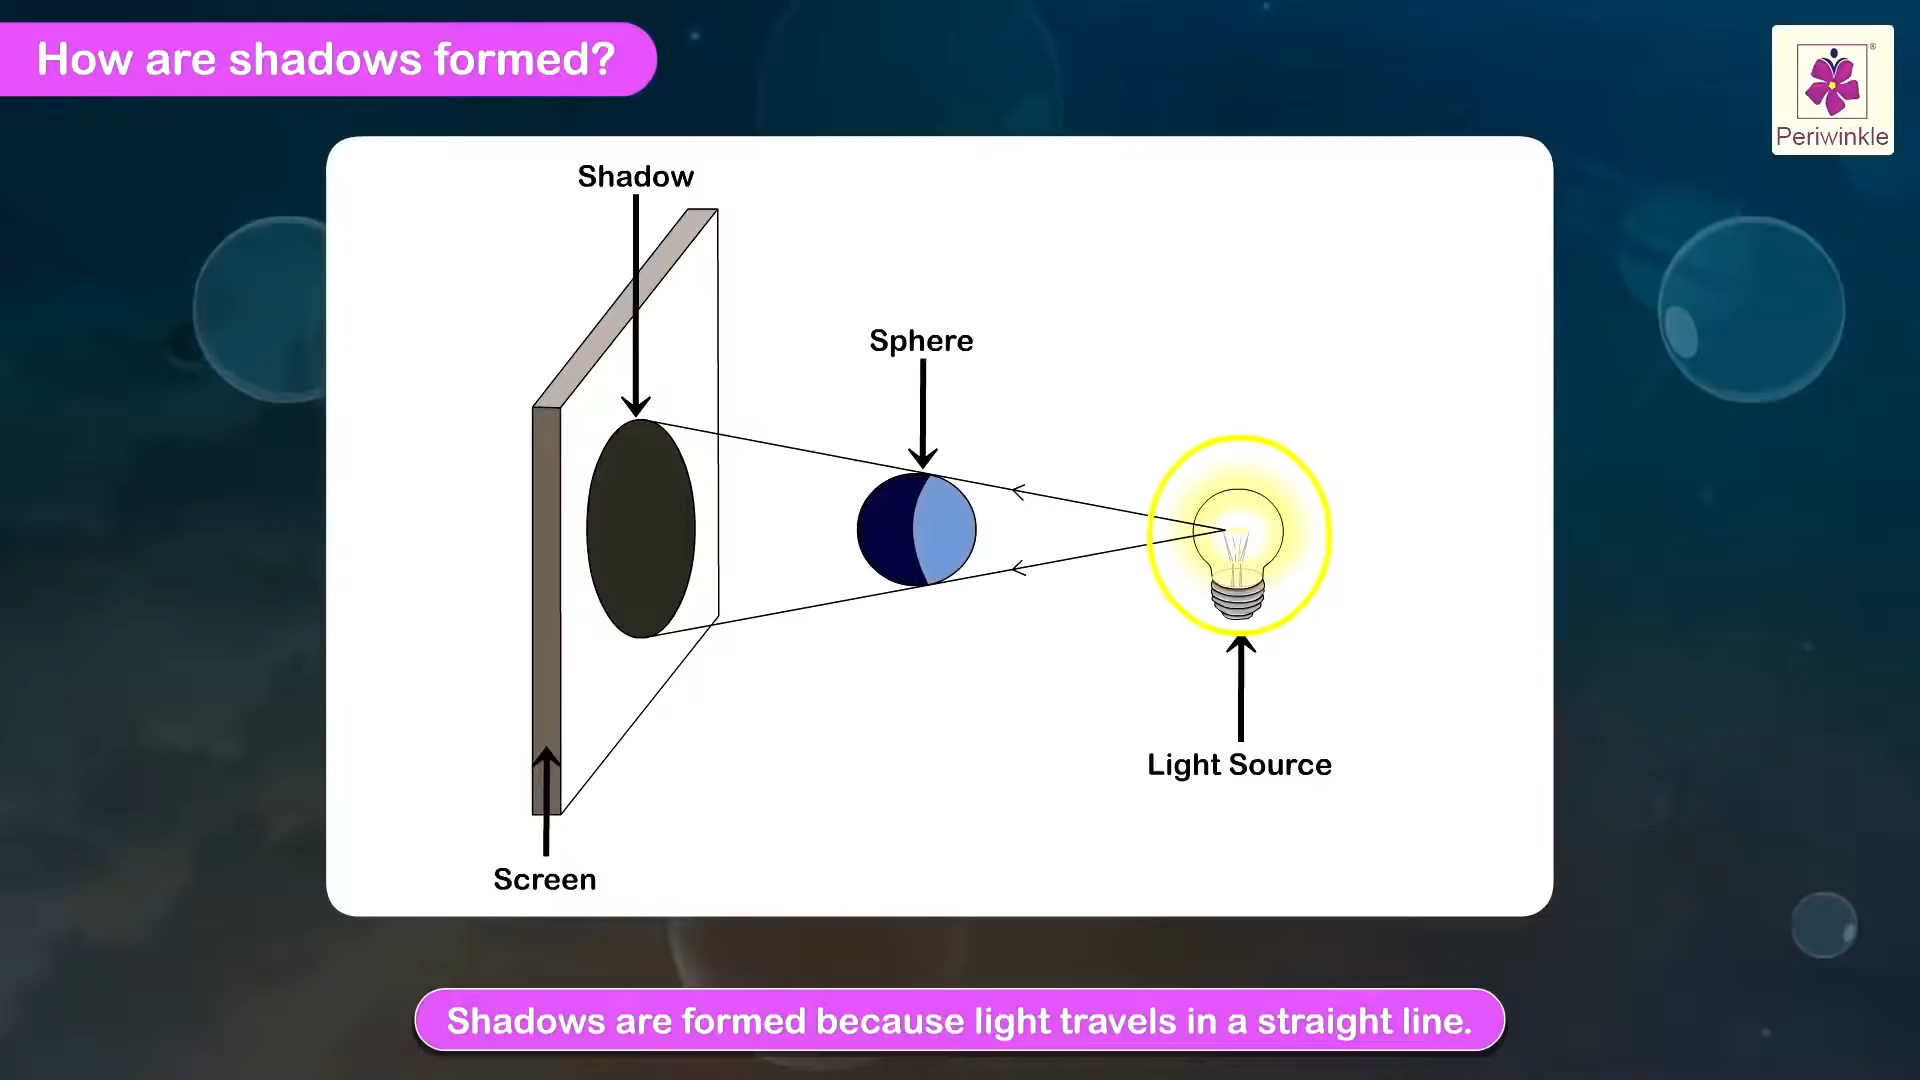 How are shadows formed?
®
Periwinkle
Shadow
Sphere
Light Source
Screen
Shadows are formed because light travels in a straight line.